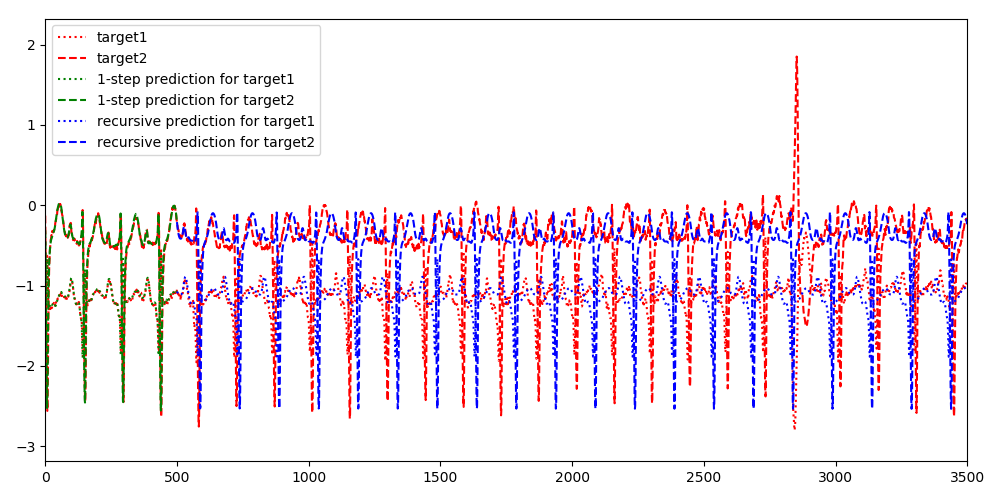 target1
target2
1-step prediction for target1
1-step prediction for target2
recursive prediction for target1
recursive prediction for target2
2
1
0
−1
−2
−3
0 500 1000 1500 2000 2500 3000 3500